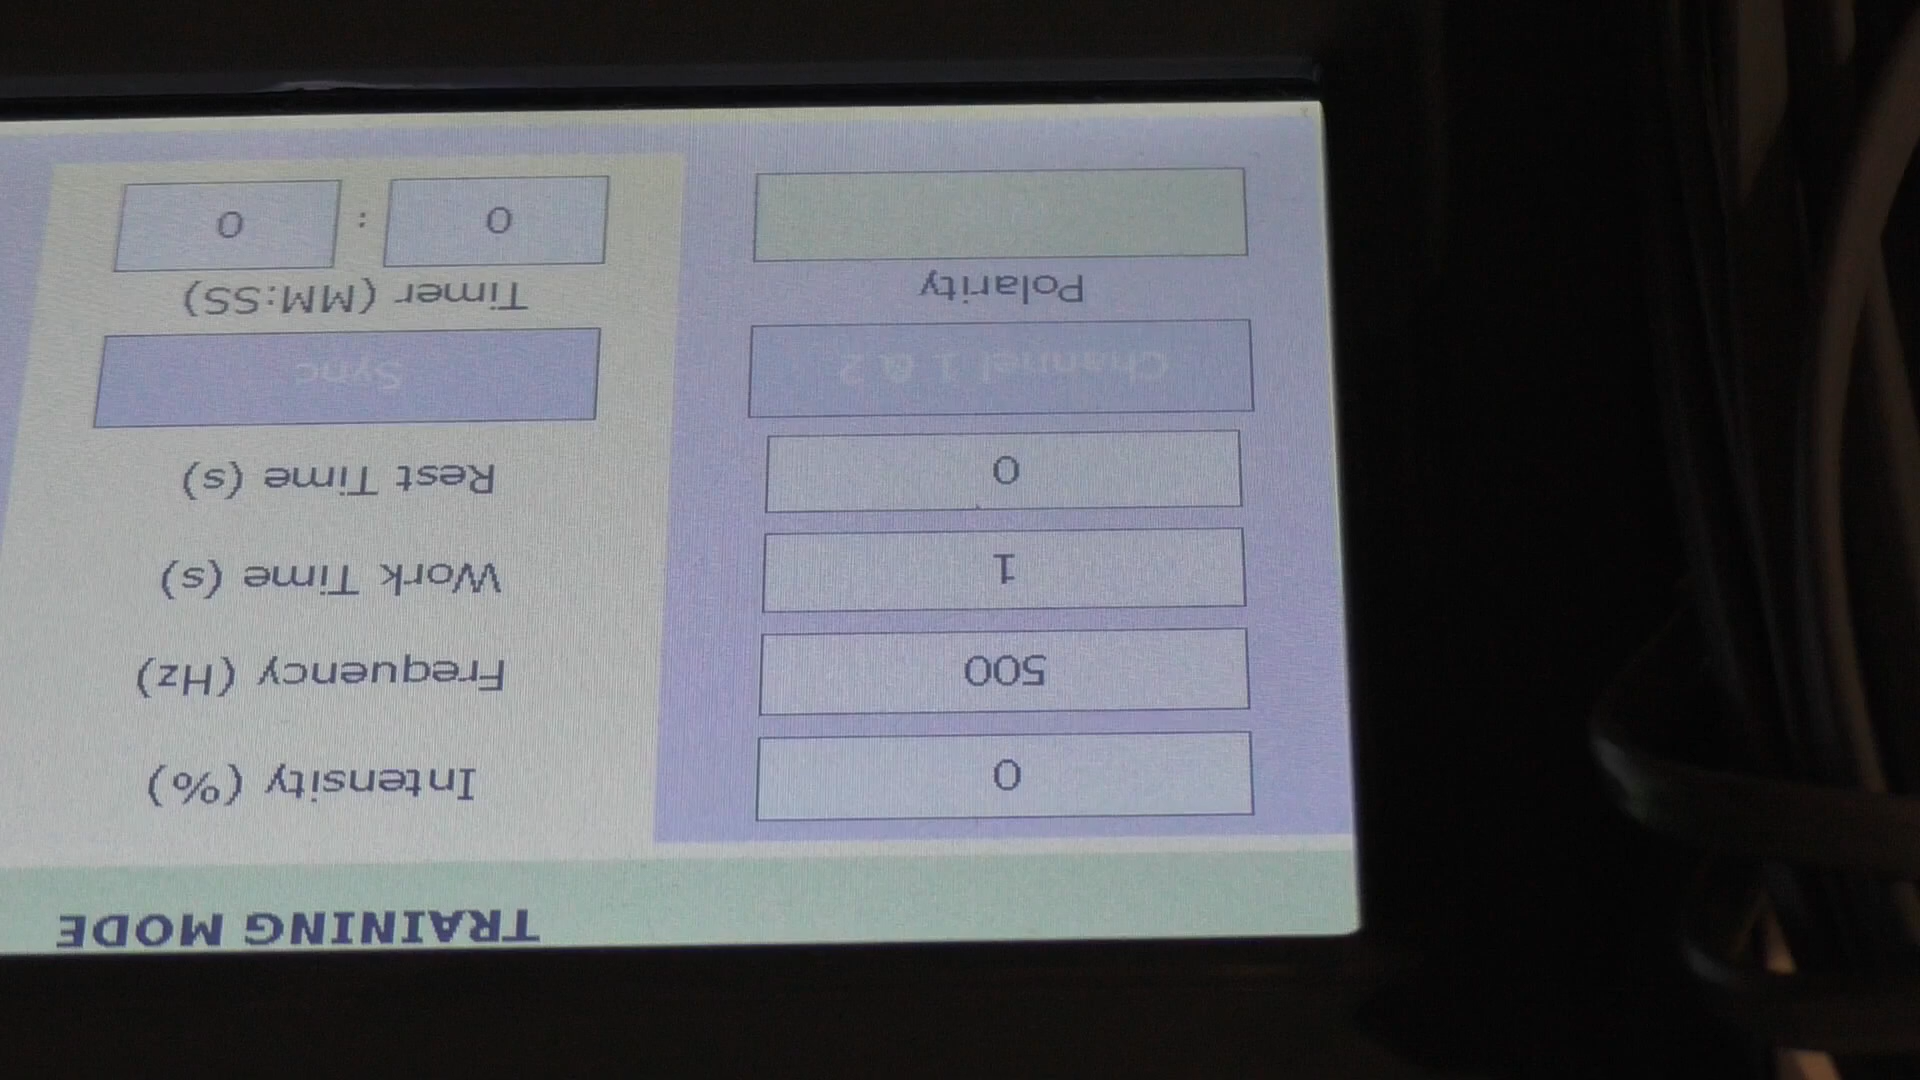 TRAINING MODE
0 Intensity (%)
500 Frequency (Hz)
1 Work Time (s)
0 Rest Time (s)
Channel 1 & 2 Sync
Polarity Timer (MM:SS)
0 : 0